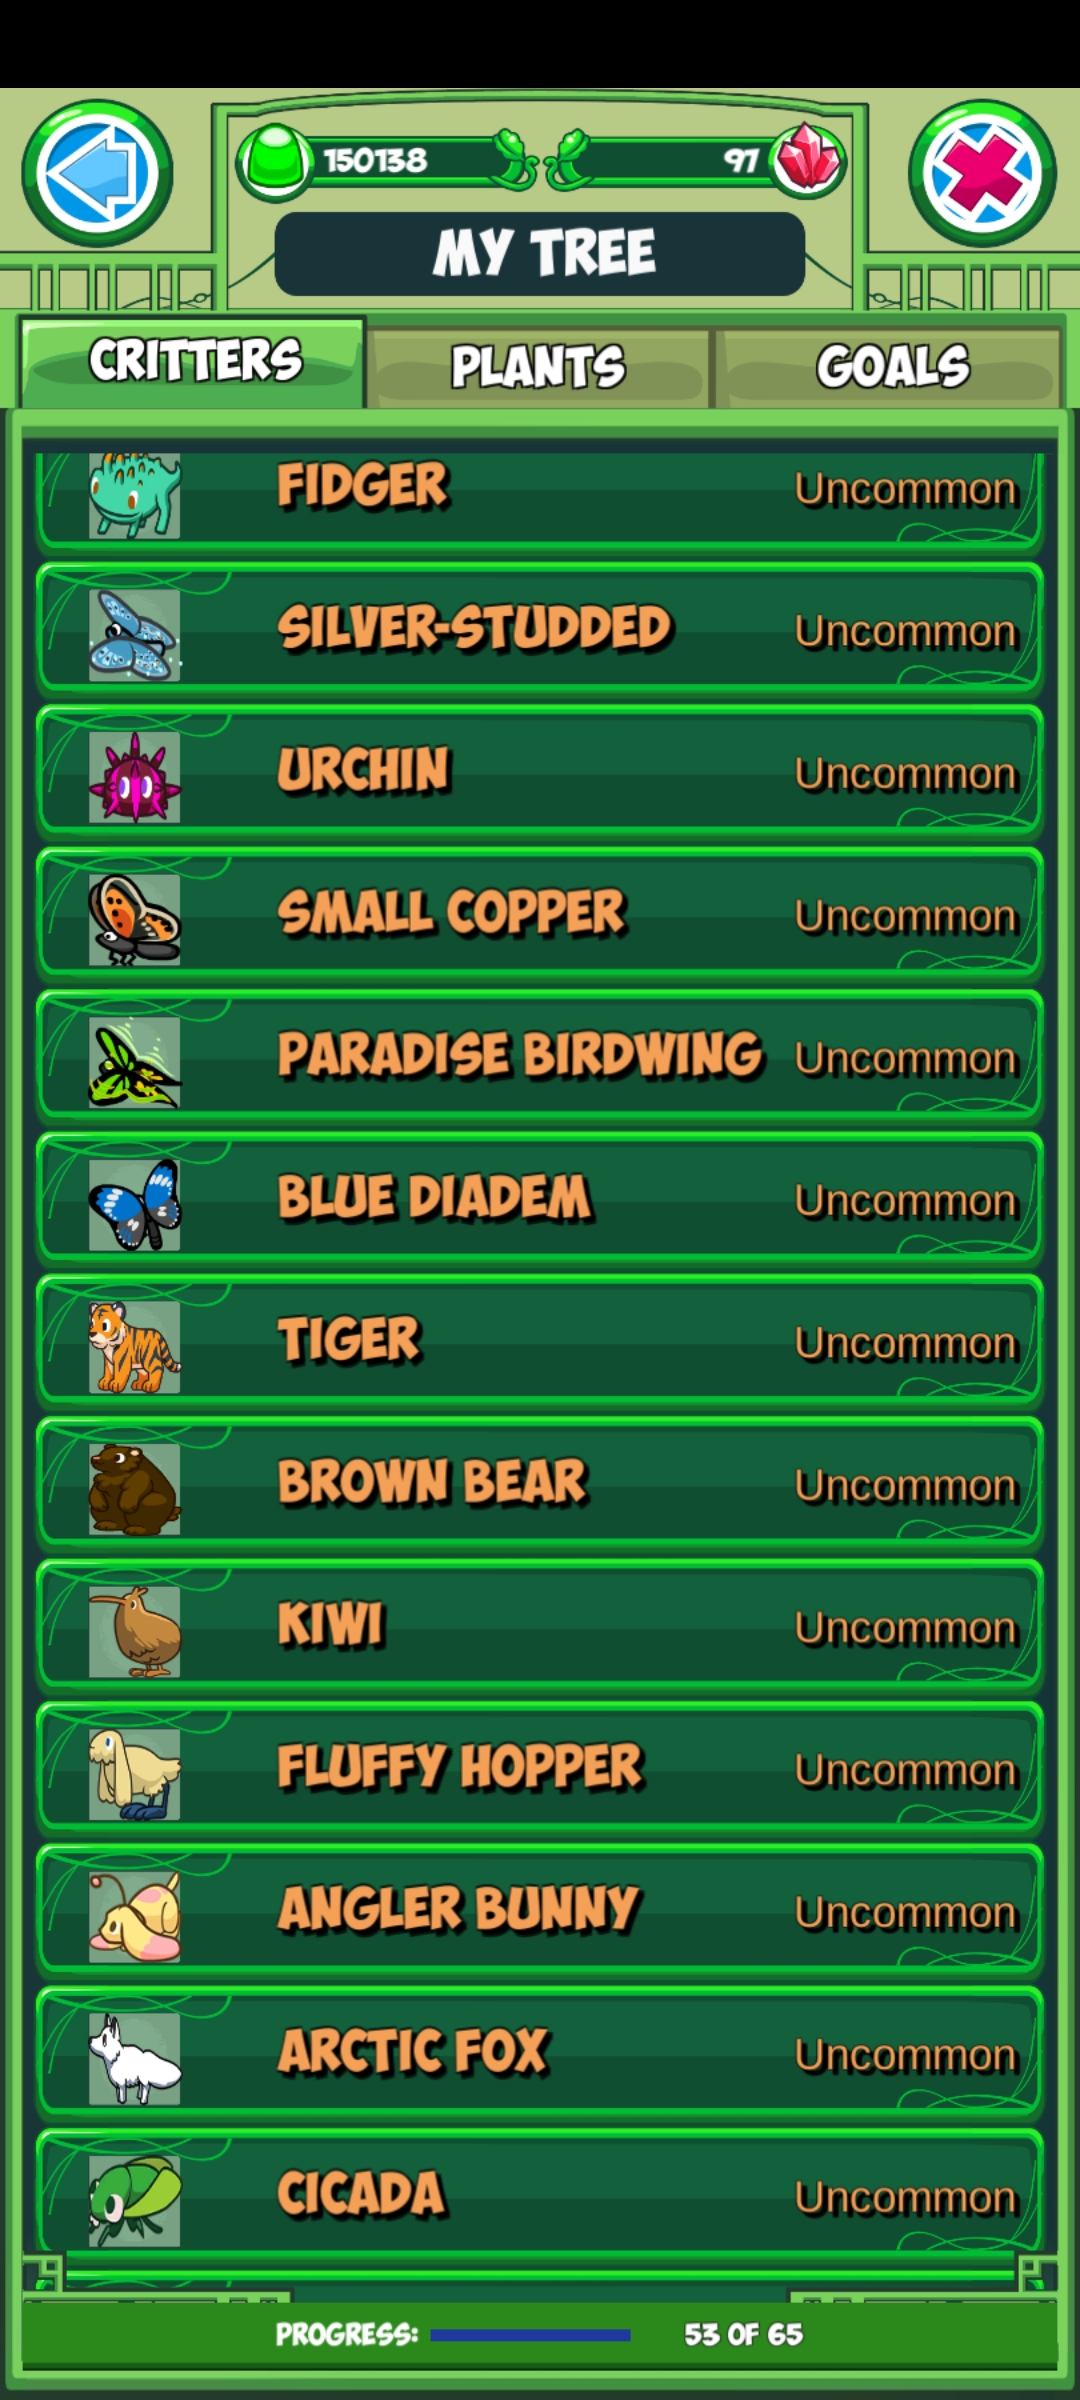 150138
97
MY TREE
CRITTERS PLANTS GOALS
FIDGER Uncommon
SILVER-STUDDED Uncommon
URCHIN Uncommon
SMALL COPPER Uncommon
PARADISE BIRDWING Uncommon
BLUE DIADEM Uncommon
TIGER Uncommon
BROWN BEAR Uncommon
KIWI Uncommon
FLUFFY HOPPER Uncommon
ANGLER BUNNY Uncommon
ARCTIC FOX Uncommon
CICADA Uncommon
PROGRESS: 53 OF 65